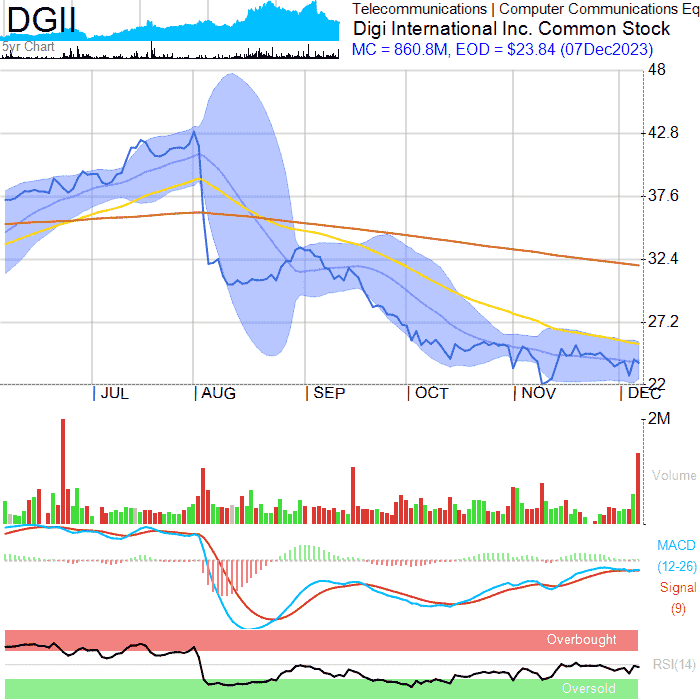 DGII
5yr Chart
Telecommunications | Computer Communications Eq
Digi International Inc. Common Stock
MC = 860.8M, EOD = $23.84 (07Dec2023)
48
42.8
37.6
32.4
27.2
22
JUL
AUG
SEP
OCT
NOV
DEC
2M
Volume
MACD
(12-26)
Signal
(9)
Overbought
RSI(14)
Oversold